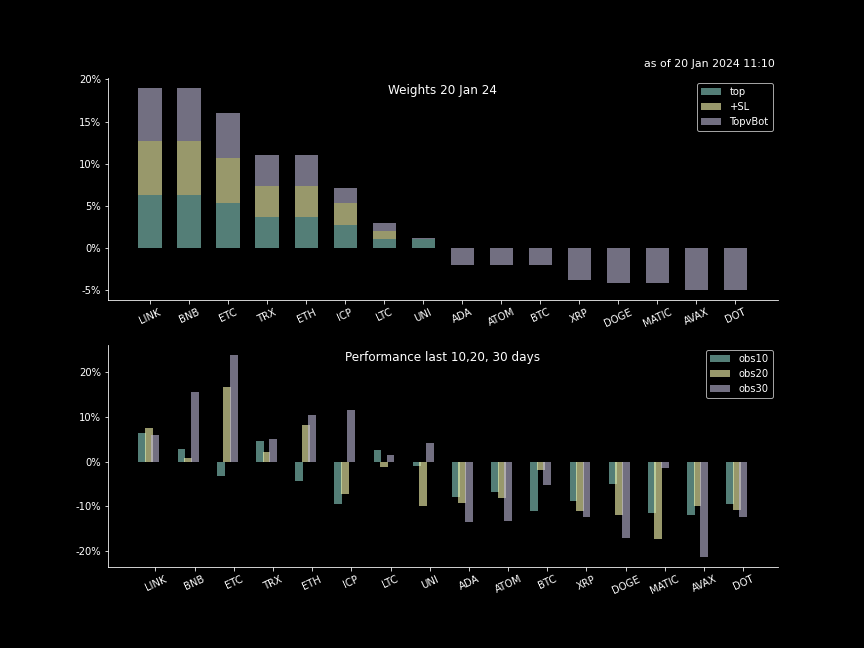 as of 20 Jan 2024 11:10
Weights 20 Jan 24
top
+SL
TopvBot
20%
15%
10%
5%
0%
-5%
LINK BNB ETC TRX ETH ICP LTC UNI ADA ATOM BTC XRP DOGE MATIC AVAX DOT
Performance last 10,20, 30 days
obs10
obs20
obs30
20%
10%
0%
-10%
-20%
LINK BNB ETC TRX ETH ICP LTC UNI ADA ATOM BTC XRP DOGE MATIC AVAX DOT